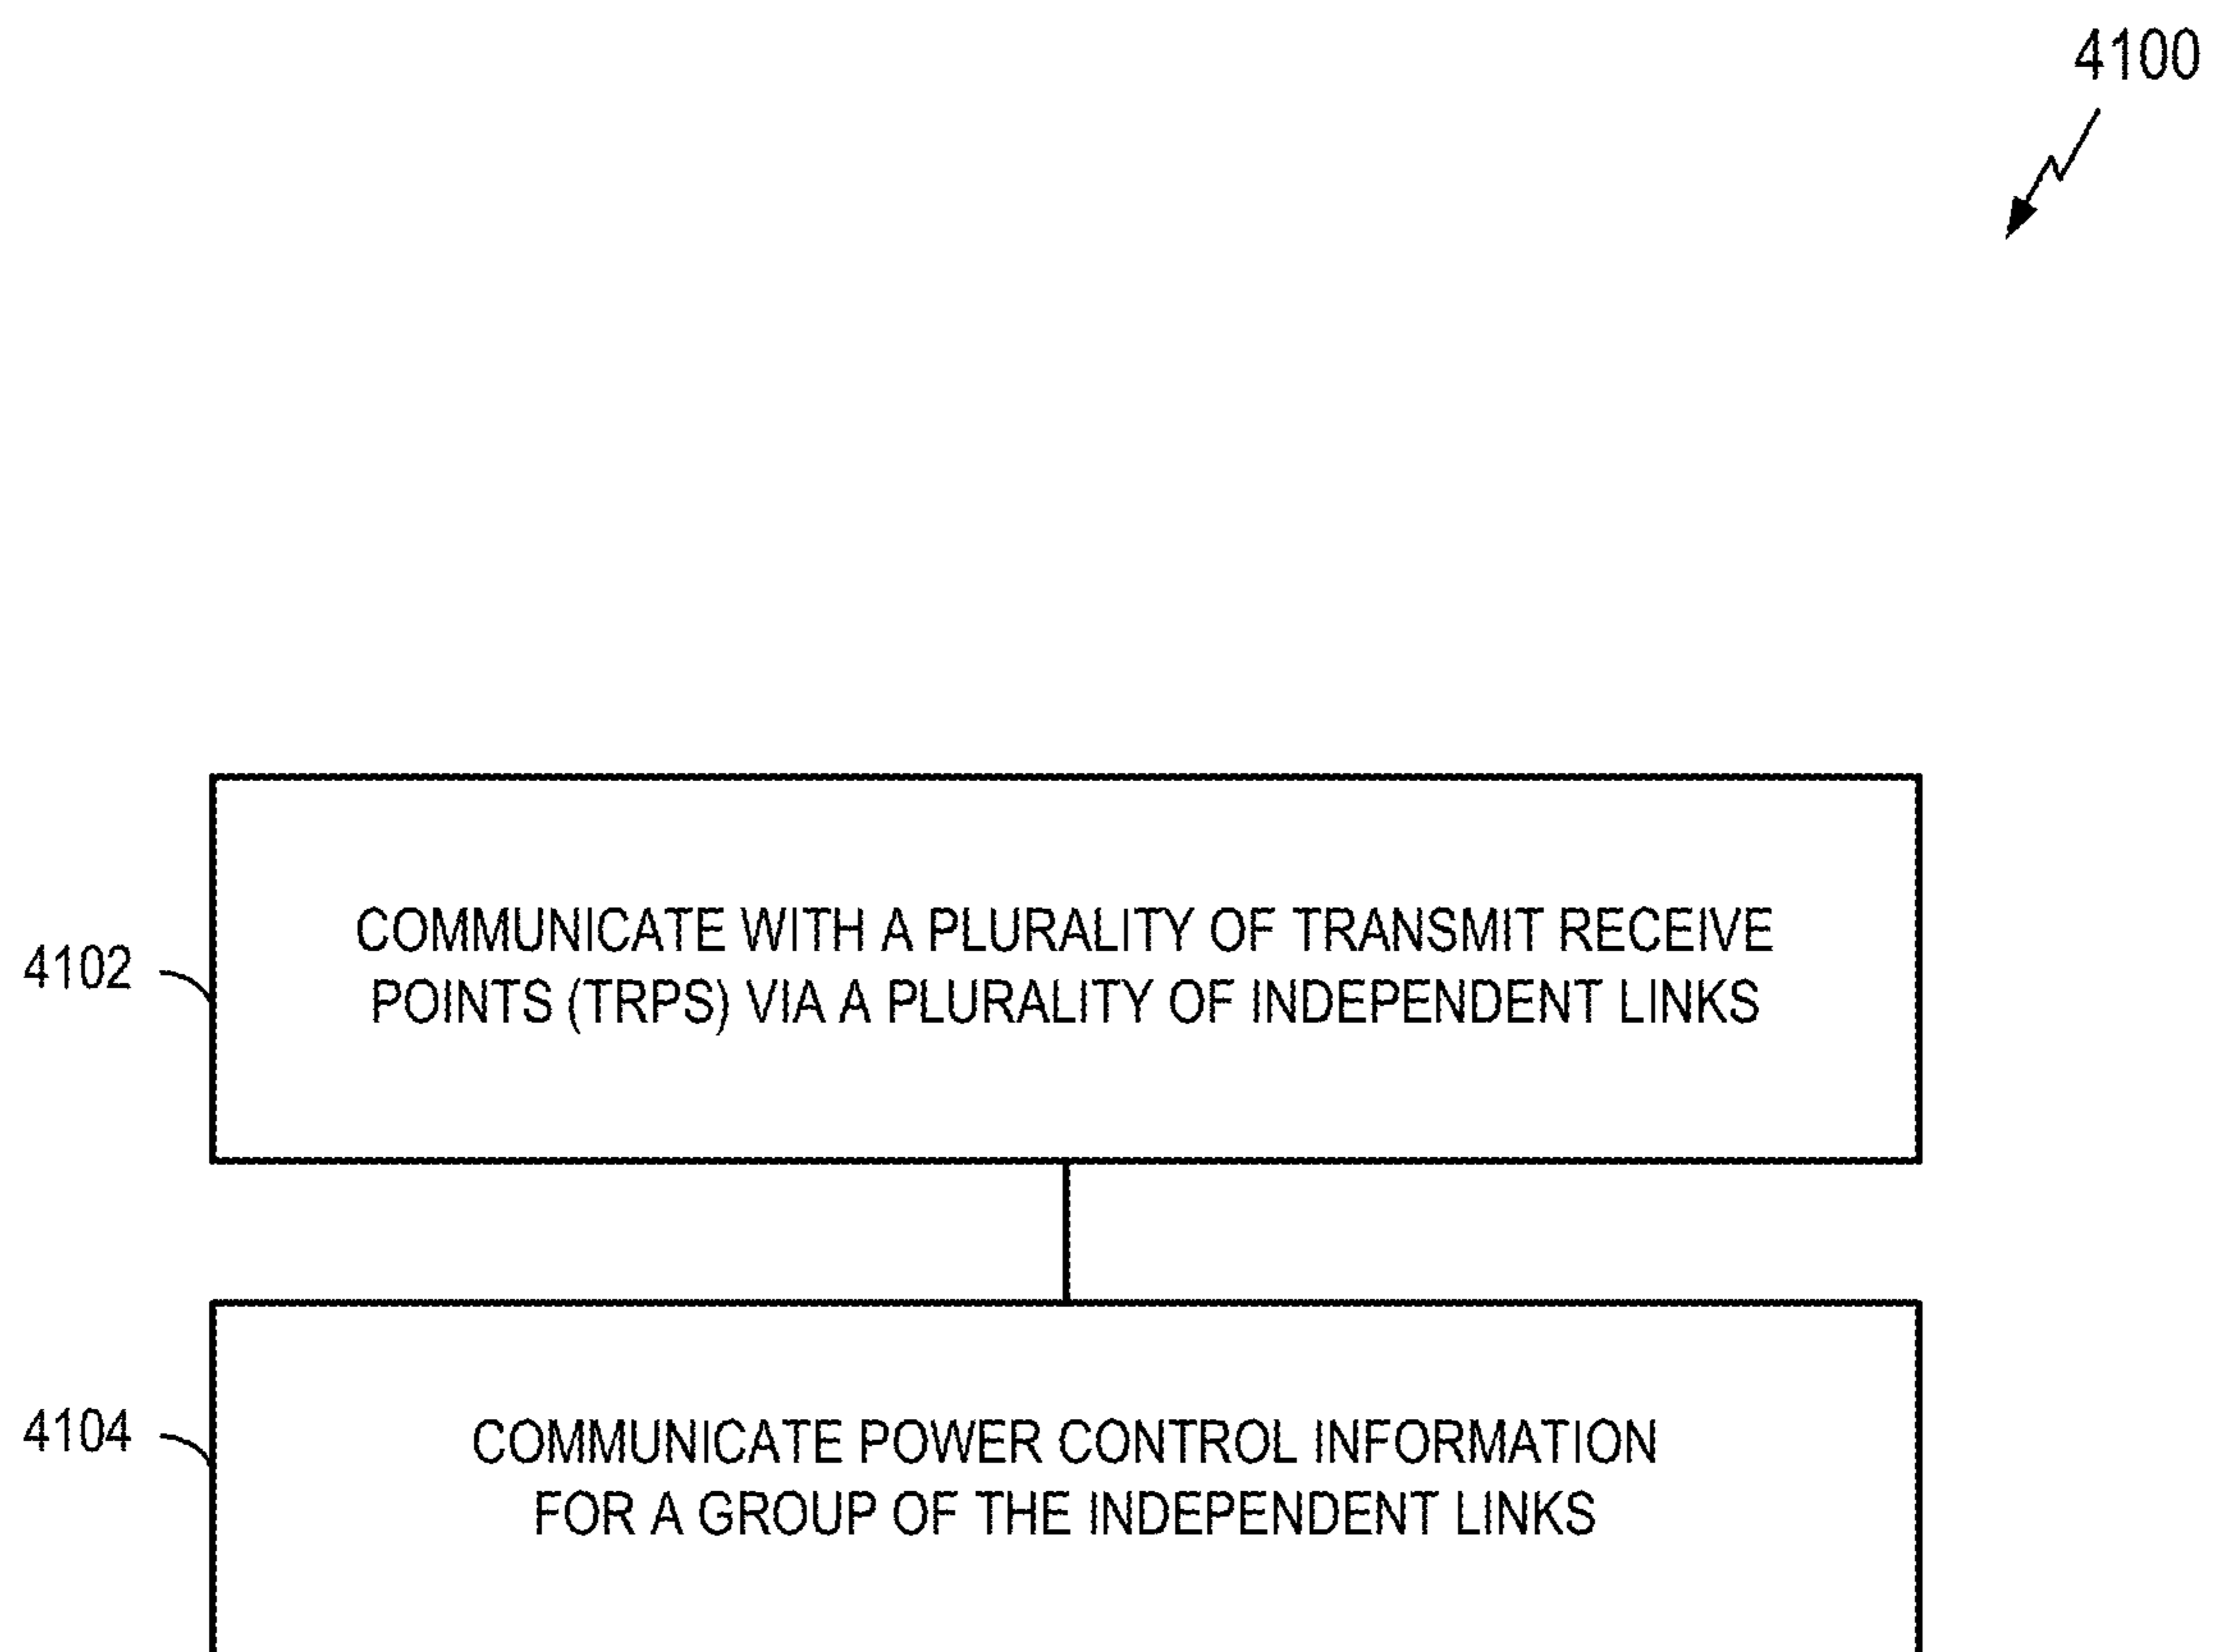 4100
4102
COMMUNICATE WITH A PLURALITY OF TRANSMIT RECEIVE
POINTS (TRPS) VIA A PLURALITY OF INDEPENDENT LINKS
4104
COMMUNICATE POWER CONTROL INFORMATION
FOR A GROUP OF THE INDEPENDENT LINKS